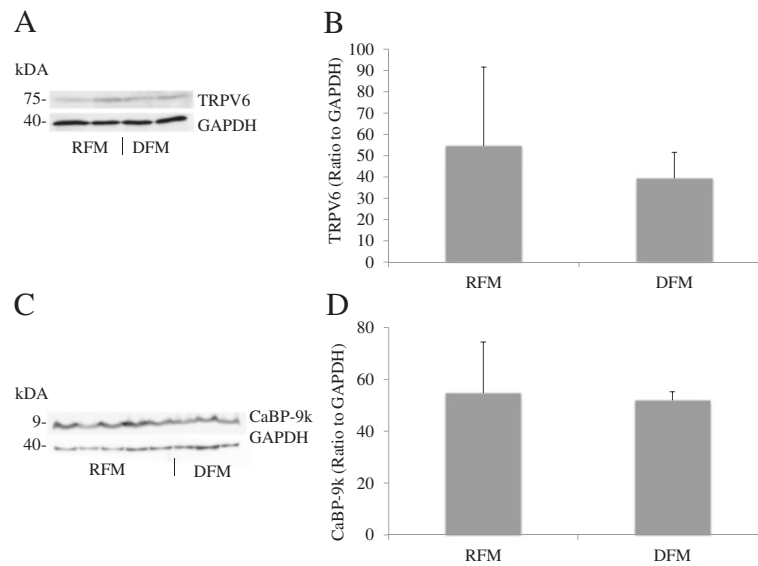 A
kDA
75-
TRPV6
40-
GAPDH
RFM | DFM
B
TRPV6 (Ratio to GAPDH)
100
90
80
70
60
50
40
30
20
10
0
RFM
DFM
C
kDA
9-
CaBP-9k
GAPDH
40-
RFM | DFM
D
CaBP-9k (Ratio to GAPDH)
80
60
40
20
0
RFM
DFM